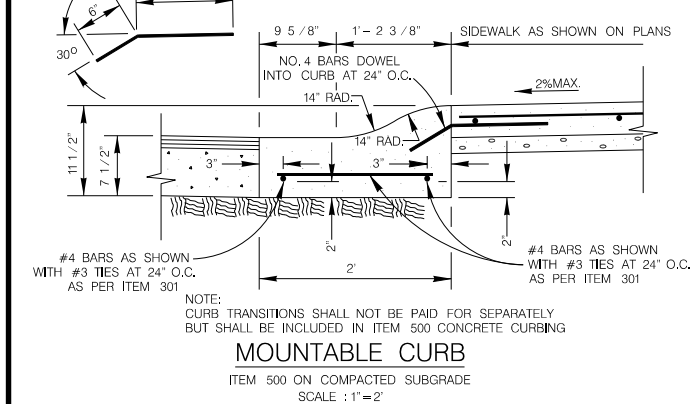 6"
30°
9 5/8"
1'- 2 3/8"
SIDEWALK AS SHOWN ON PLANS
NO. 4 BARS DOWEL
INTO CURB AT 24" O.C.
2%MAX.
14" RAD.
14" RAD.
11 1/2"
7 1/2"
3"
3"
2"
2"
#4 BARS AS SHOWN
WITH #3 TIES AT 24" O.C.
AS PER ITEM 301
2'
#4 BARS AS SHOWN
WITH #3 TIES AT 24" O.C.
AS PER ITEM 301
NOTE:
CURB TRANSITIONS SHALL NOT BE PAID FOR SEPARATELY
BUT SHALL BE INCLUDED IN ITEM 500 CONCRETE CURBING
MOUNTABLE CURB
ITEM 500 ON COMPACTED SUBGRADE
SCALE : 1"=2'